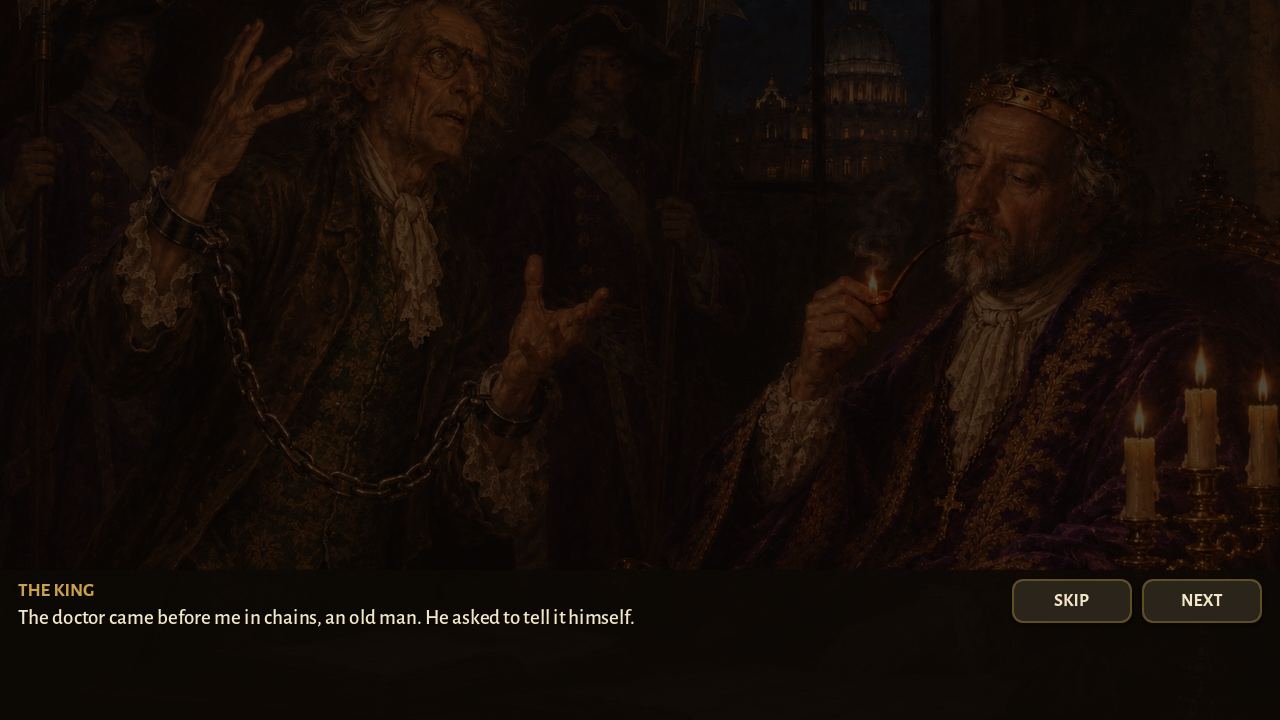 THE KING
The doctor came before me in chains, an old man. He asked to tell it himself.
SKIP
NEXT